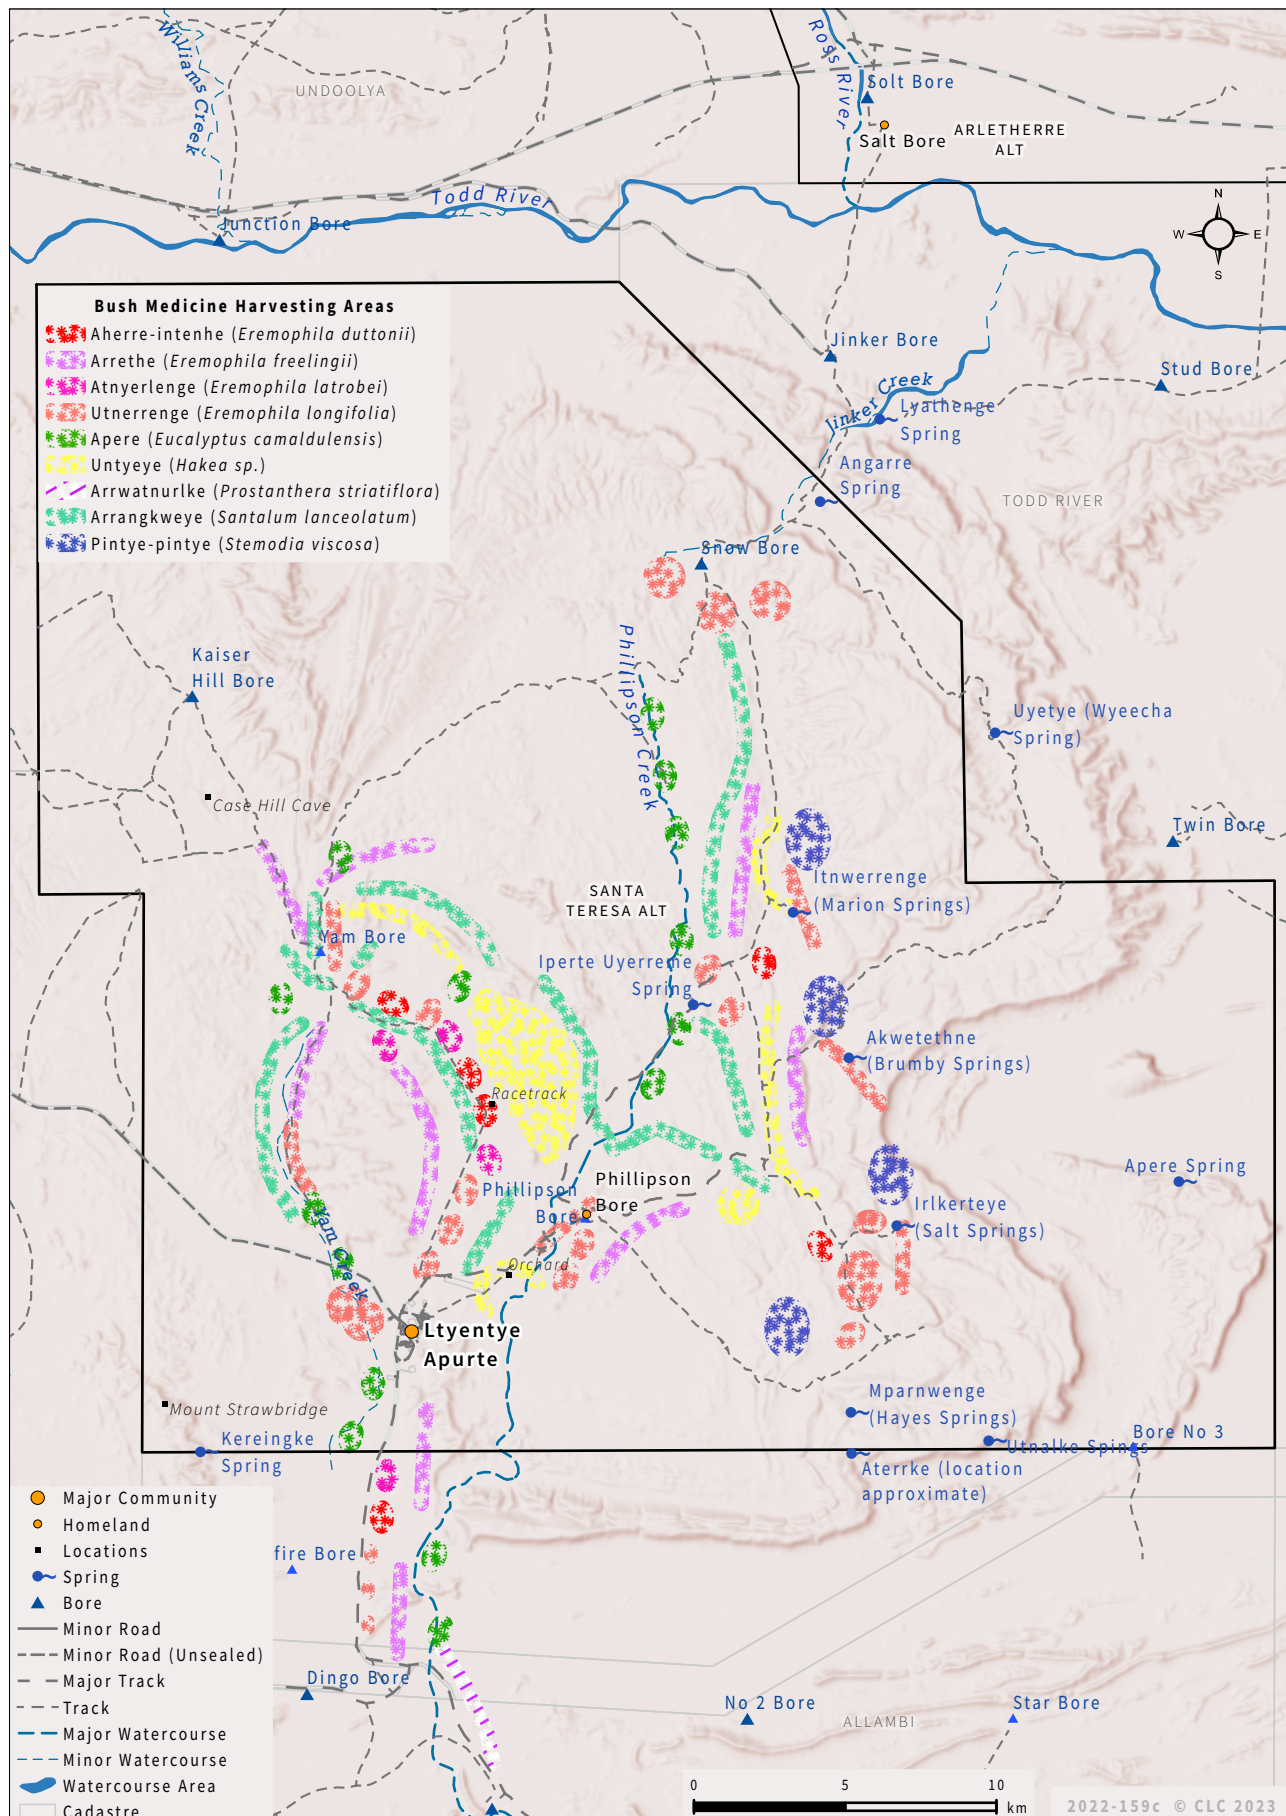 Williams Creek
UNDOOLYA
Ross River
Solt Bore
Salt Bore
ARLETHERRE
ALT
Todd River
Junction Bore
N
W
E
S
Bush Medicine Harvesting Areas
Aherre-intenhe (Eremophila duttonii)
Arrethe (Eremophila freelingii)
Atnyerlenge (Eremophila latrobei)
Utnerrenge (Eremophila longifolia)
Apere (Eucalyptus camaldulensis)
Untyeye (Hakea sp.)
Arrwatnurlke (Prostanthera striatiflora)
Arrangkweye (Santalum lanceolatum)
Pintye-pintye (Stemodia viscosa)
Jinker Bore
Stud Bore
Jinker Creek
Lyathenge
Spring
Angarre
Spring
TODD RIVER
Snow Bore
Phillipson Creek
Kaiser
Hill Bore
Uyetye (Wyeecha
Spring)
Case Hill Cave
Twin Bore
SANTA
TERESA ALT
Itnwerrenge
(Marion Springs)
Yam Bore
Iperte Uyerreme
Spring
Akwetethne
(Brumby Springs)
Racetrack
Phillipson
Bore
Phillipson
Bore
Apere Spring
Irlkerteye
(Salt Springs)
Yam Creek
Orchard
Ltyentye
Apurte
Mparnwenge
(Hayes Springs)
Mount Strawbridge
Kereingke
Spring
Utnalke Spings
Bore No 3
Aterrke (location
approximate)
Major Community
Homeland
Locations
Spring
Bore
Minor Road
Minor Road (Unsealed)
Major Track
Track
Major Watercourse
Minor Watercourse
Watercourse Area
Cadastre
fire Bore
Dingo Bore
No 2 Bore
ALLAMBI
Star Bore
0
5
10
km
2022-159c © CLC 2023